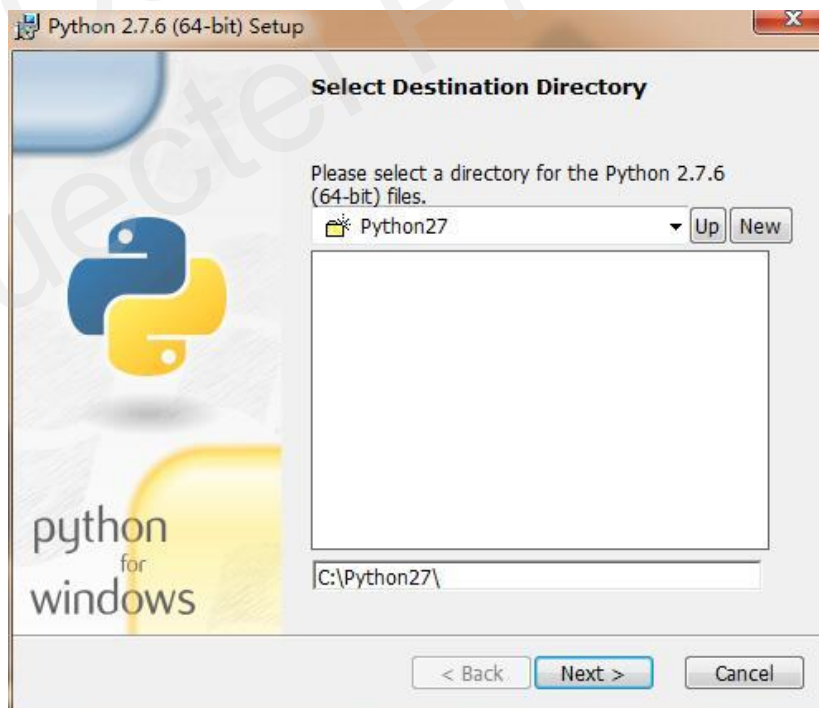 Python 2.7.6 (64-bit) Setup
Select Destination Directory
Please select a directory for the Python 2.7.6
(64-bit) files.
Python27
Up
New
C:\Python27\
python
for
windows
< Back
Next >
Cancel